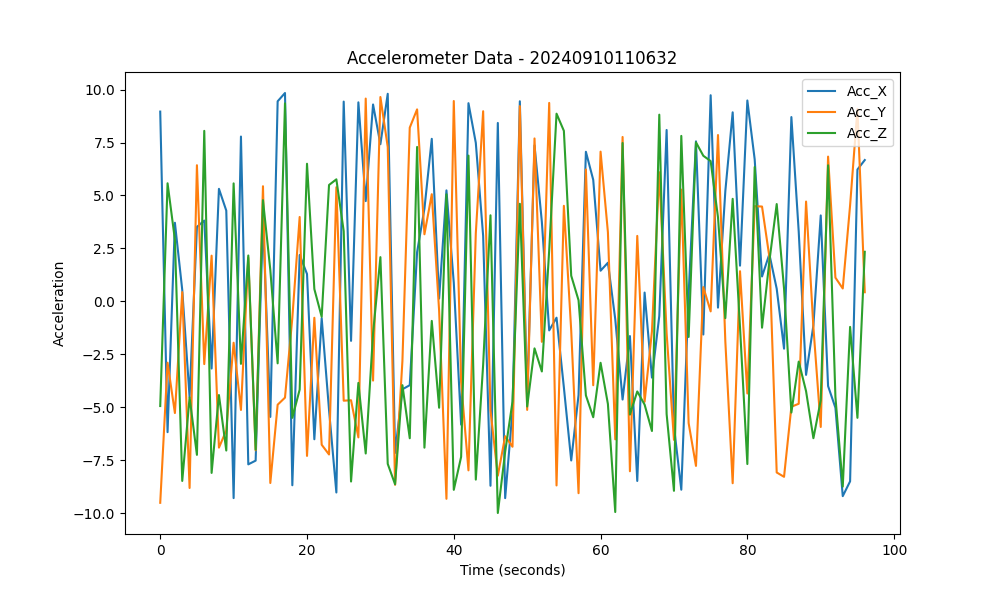 Accelerometer Data - 20240910110632
Acc_X
Acc_Y
Acc_Z
10.0
7.5
5.0
2.5
0.0
−2.5
−5.0
−7.5
−10.0
Acceleration
0 20 40 60 80 100
Time (seconds)